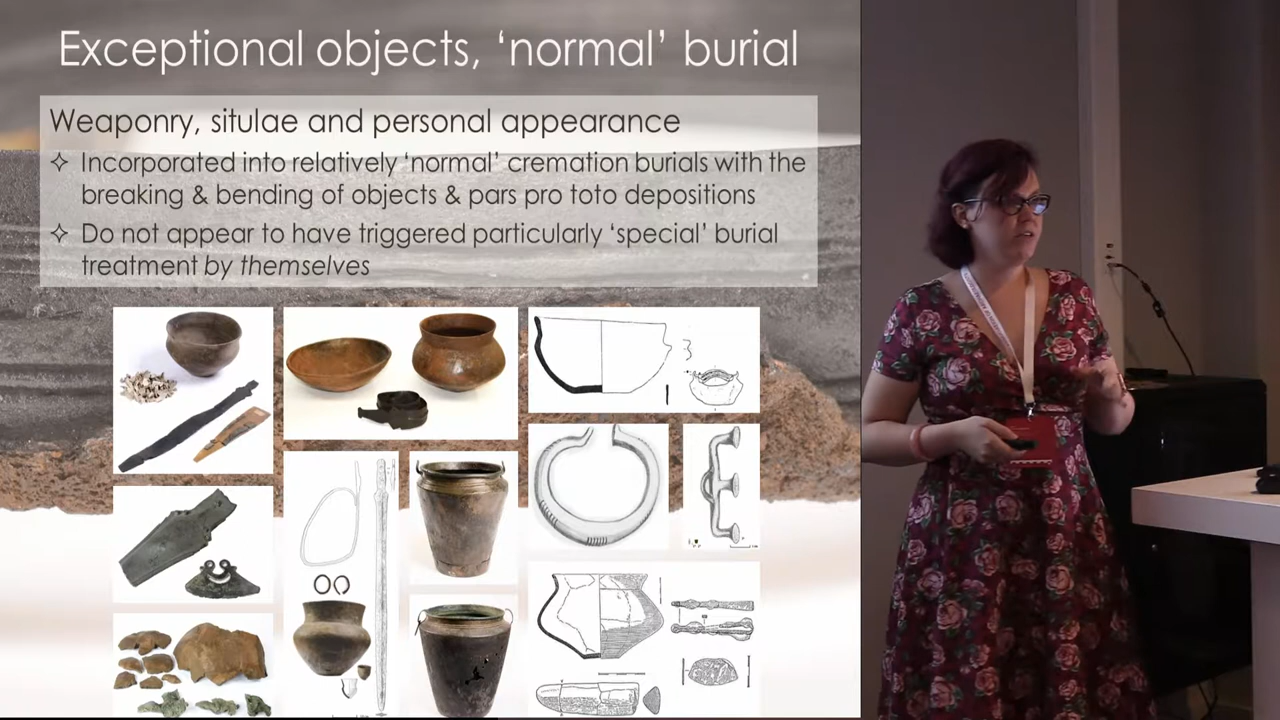 Exceptional objects, ‘normal’ burial
Weaponry, situlae and personal appearance
✧ Incorporated into relatively ‘normal’ cremation burials with the
breaking & bending of objects & pars pro toto depositions
✧ Do not appear to have triggered particularly ‘special’ burial
treatment by themselves